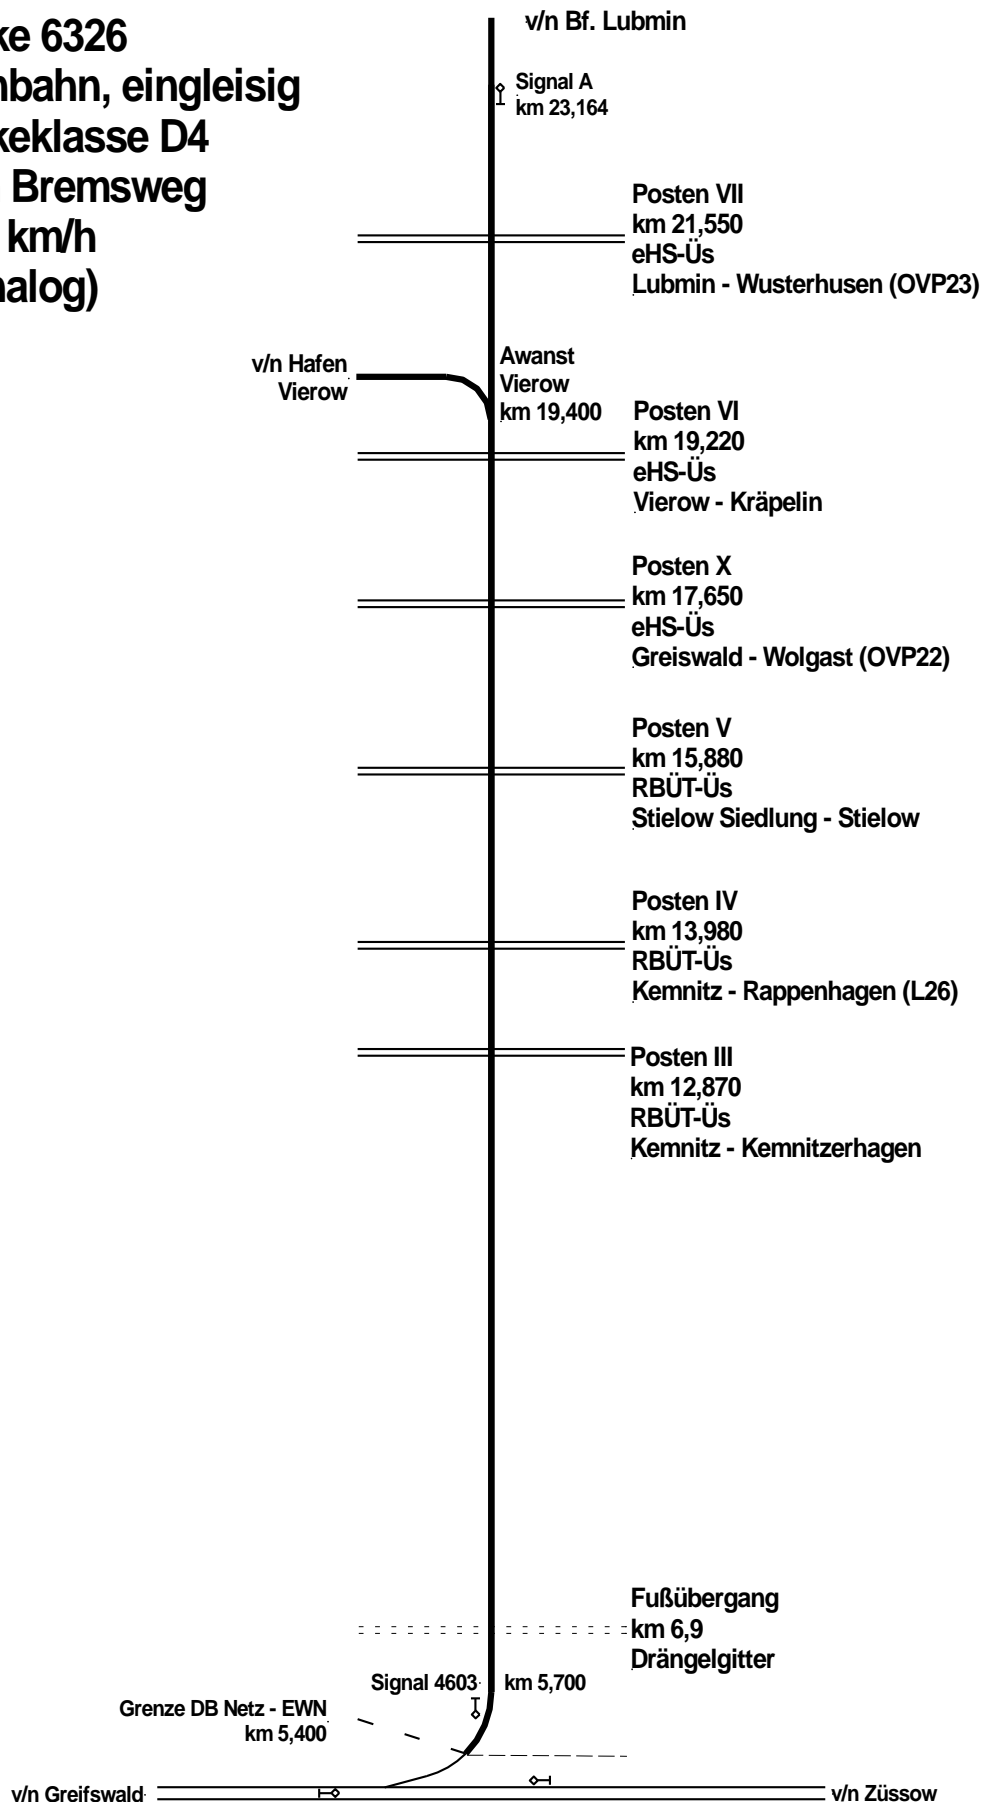 ke 6326
nbahn, eingleisig
keklasse D4
Bremsweg
km/h
nalog)
v/n Bf. Lubmin
Signal A
km 23,164
Posten VII
km 21,550
eHS-Üs
Lubmin - Wusterhusen (OVP23)
v/n Hafen
Vierow
Awanst
Vierow
km 19,400
Posten VI
km 19,220
eHS-Üs
Vierow - Kräpelin
Posten X
km 17,650
eHS-Üs
Greiswald - Wolgast (OVP22)
Posten V
km 15,880
RBÜT-Üs
Stielow Siedlung - Stielow
Posten IV
km 13,980
RBÜT-Üs
Kemnitz - Rappenhagen (L26)
Posten III
km 12,870
RBÜT-Üs
Kemnitz - Kemnitzerhagen
Fußübergang
km 6,9
Drängelgitter
Signal 4603 km 5,700
Grenze DB Netz - EWN
km 5,400
v/n Greifswald
v/n Züssow